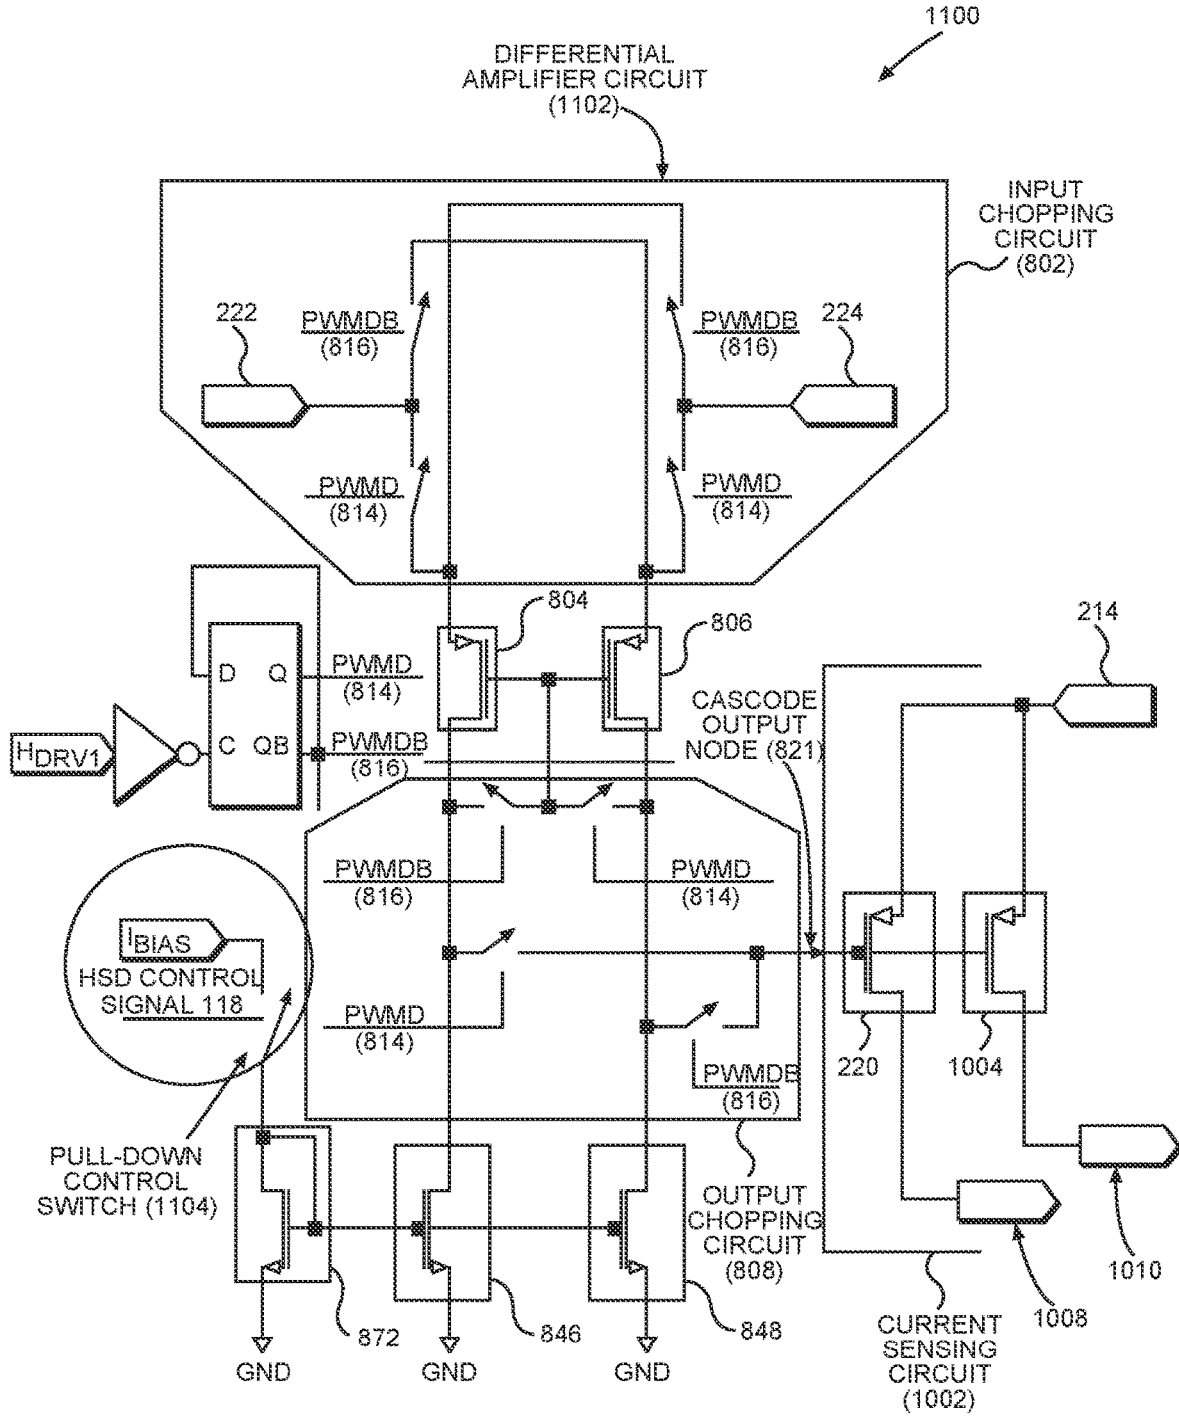 1100
DIFFERENTIAL
AMPLIFIER CIRCUIT
(1102)
INPUT
CHOPPING
CIRCUIT
(802)
222
PWMDB
(816)
PWMDB
(816)
224
PWMD
(814)
PWMD
(814)
804
806
214
D
Q
PWMD
(814)
C
QB
PWMDB
(816)
HDRV1
CASCODE
OUTPUT
NODE (821)
PWMDB
(816)
PWMD
(814)
IBIAS
HSD CONTROL
SIGNAL 118
PWMD
(814)
PWMDB
(816)
220
1004
PULL-DOWN
CONTROL
SWITCH (1104)
OUTPUT
CHOPPING
CIRCUIT
(808)
1010
1008
872
846
848
GND
GND
GND
CURRENT
SENSING
CIRCUIT
(1002)